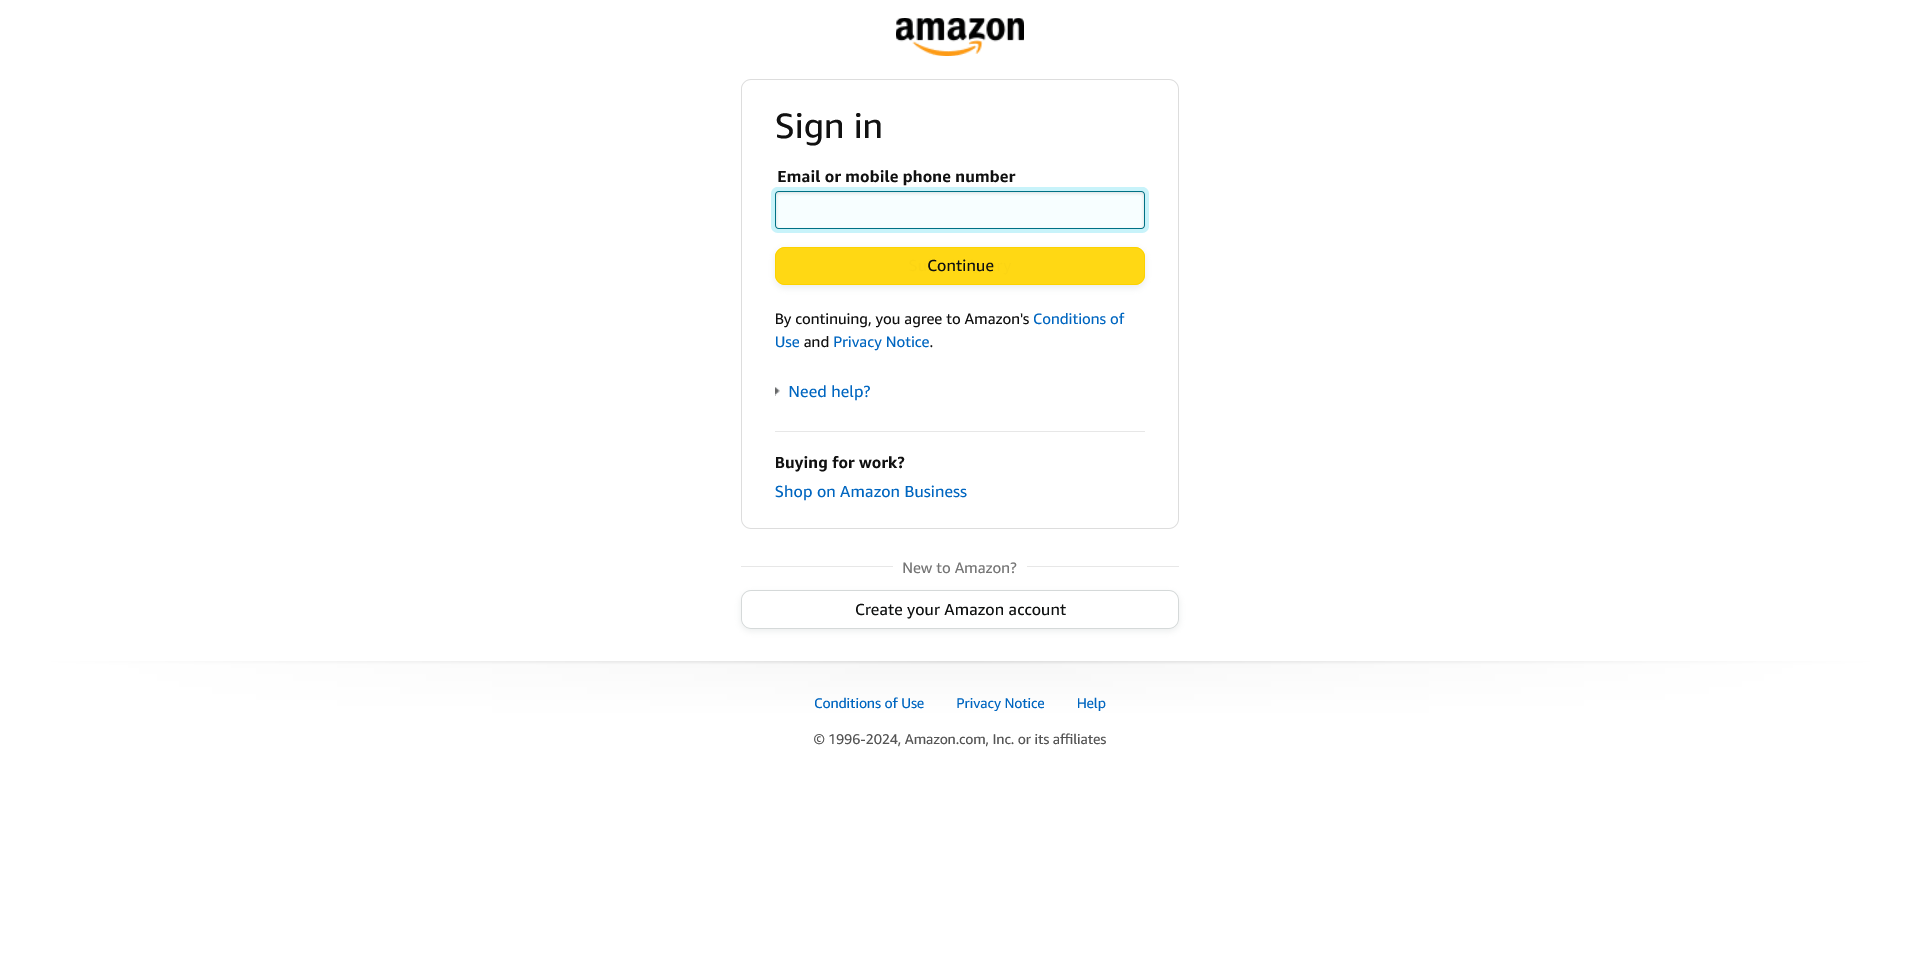 amazon
Sign in
Email or mobile phone number
Continue
By continuing, you agree to Amazon's Conditions of
Use and Privacy Notice.
Need help?
Buying for work?
Shop on Amazon Business
New to Amazon?
Create your Amazon account
Conditions of Use Privacy Notice Help
© 1996-2024, Amazon.com, Inc. or its affiliates